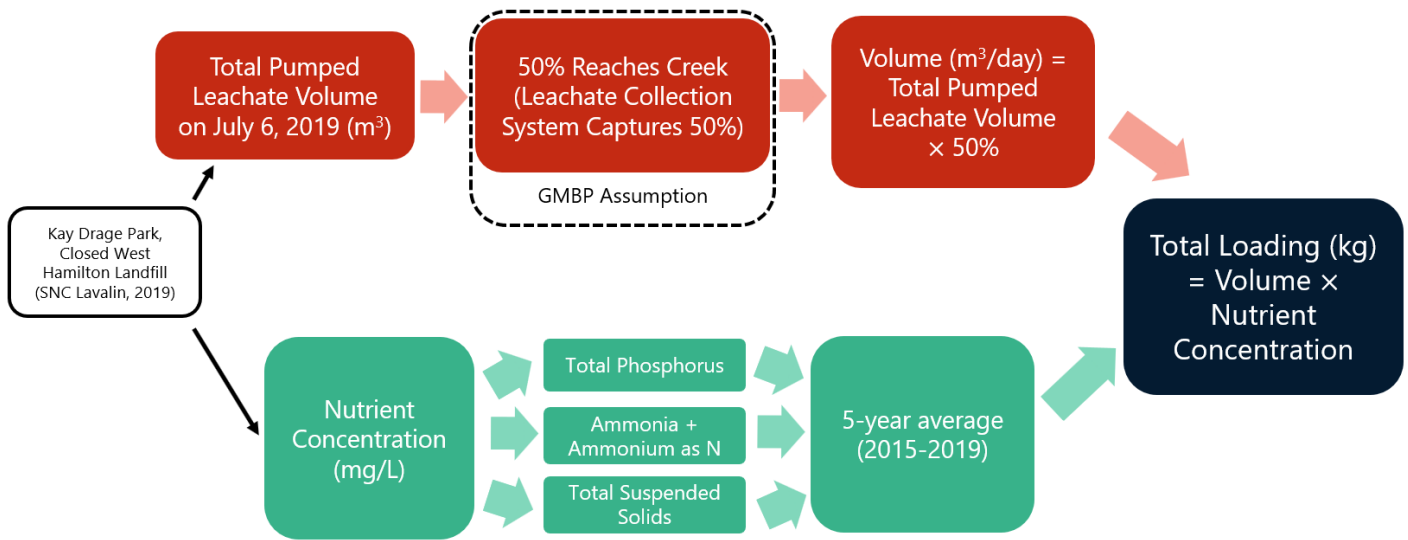 Total Pumped
Leachate Volume
on July 6, 2019 (m³)
50% Reaches Creek
(Leachate Collection
System Captures 50%)
GMBP Assumption
Volume (m³/day) =
Total Pumped
Leachate Volume
× 50%
Kay Drage Park,
Closed West
Hamilton Landfill
(SNC Lavalin, 2019)
Total Loading (kg)
= Volume ×
Nutrient
Concentration
Nutrient
Concentration
(mg/L)
Total Phosphorus
Ammonia +
Ammonium as N
Total Suspended
Solids
5-year average
(2015-2019)